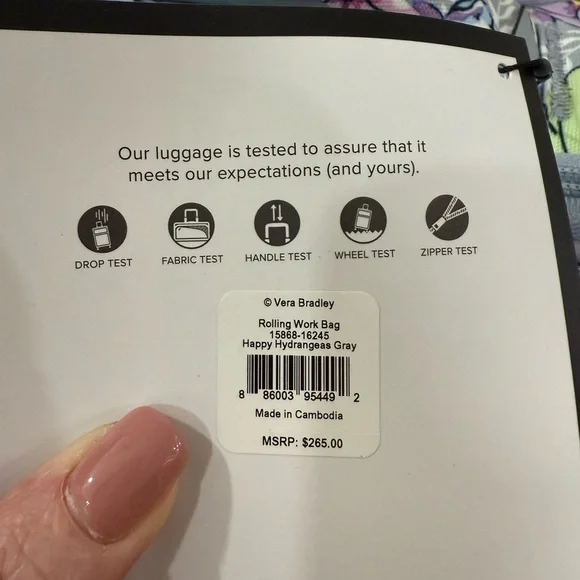 Our luggage is tested to assure that it
meets our expectations (and yours).
DROP TEST FABRIC TEST HANDLE TEST WHEEL TEST ZIPPER TEST
© Vera Bradley
Rolling Work Bag
15868-16245
Happy Hydrangeas Gray
8 86003 95449 2
Made in Cambodia
MSRP: $265.00